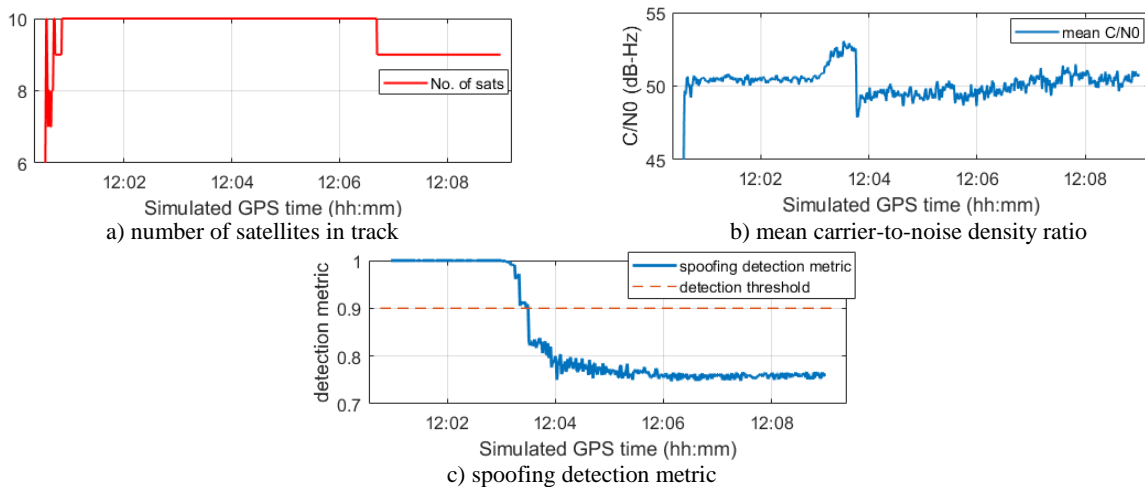 10
9
8
7
6
No. of sats
12:02 12:04 12:06 12:08
Simulated GPS time (hh:mm)
a) number of satellites in track
55
50
45
C/N0 (dB-Hz)
mean C/N0
12:02 12:04 12:06 12:08
Simulated GPS time (hh:mm)
b) mean carrier-to-noise density ratio
1
0.9
0.8
0.7
detection metric
spoofing detection metric
detection threshold
12:02 12:04 12:06 12:08
Simulated GPS time (hh:mm)
c) spoofing detection metric